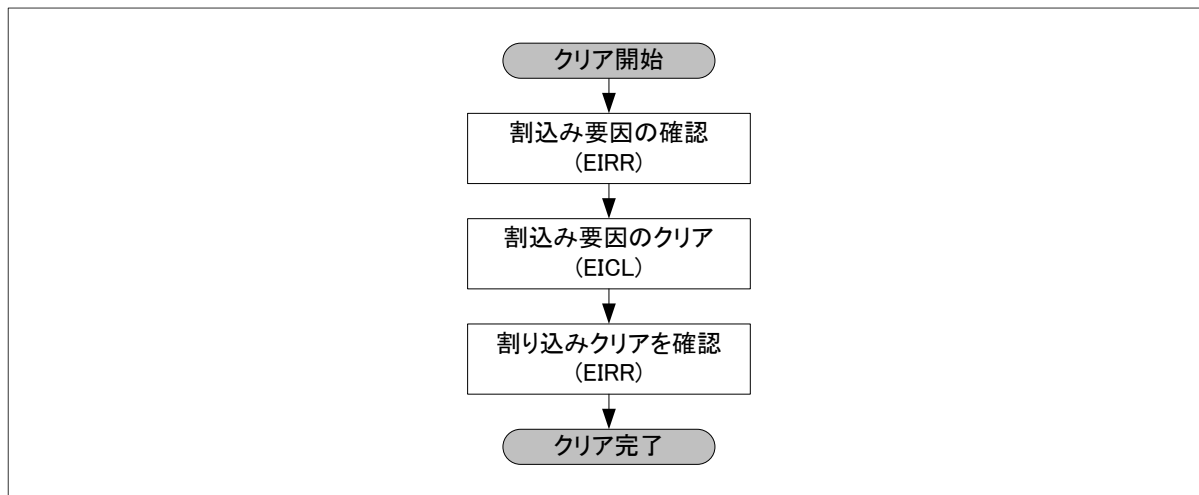 クリア開始
割込み要因の確認
(EIRR)
割込み要因のクリア
(EICL)
割り込みクリアを確認
(EIRR)
クリア完了